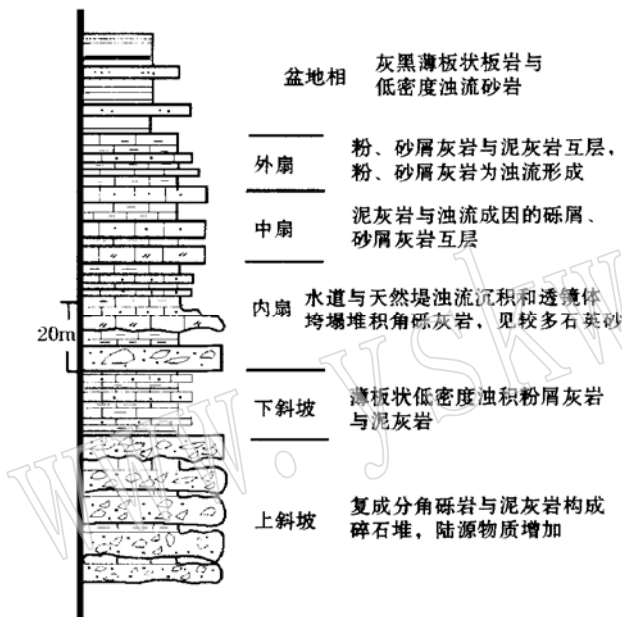 盆地相
灰黑薄板状板岩与
低密度浊流砂岩
外扇
粉、砂屑灰岩与泥灰岩互层，
粉、砂屑灰岩为浊流形成
中扇
泥灰岩与浊流成因的砾屑、
砂屑灰岩互层
内扇
水道与天然堤浊流沉积和透镜体
垮塌堆积角砾灰岩，见较多石英砂
20m
下斜坡
薄板状低密度浊积粉屑灰岩
与泥灰岩
上斜坡
复成分角砾岩与泥灰岩构成
碎石堆，陆源物质增加
www.yskw